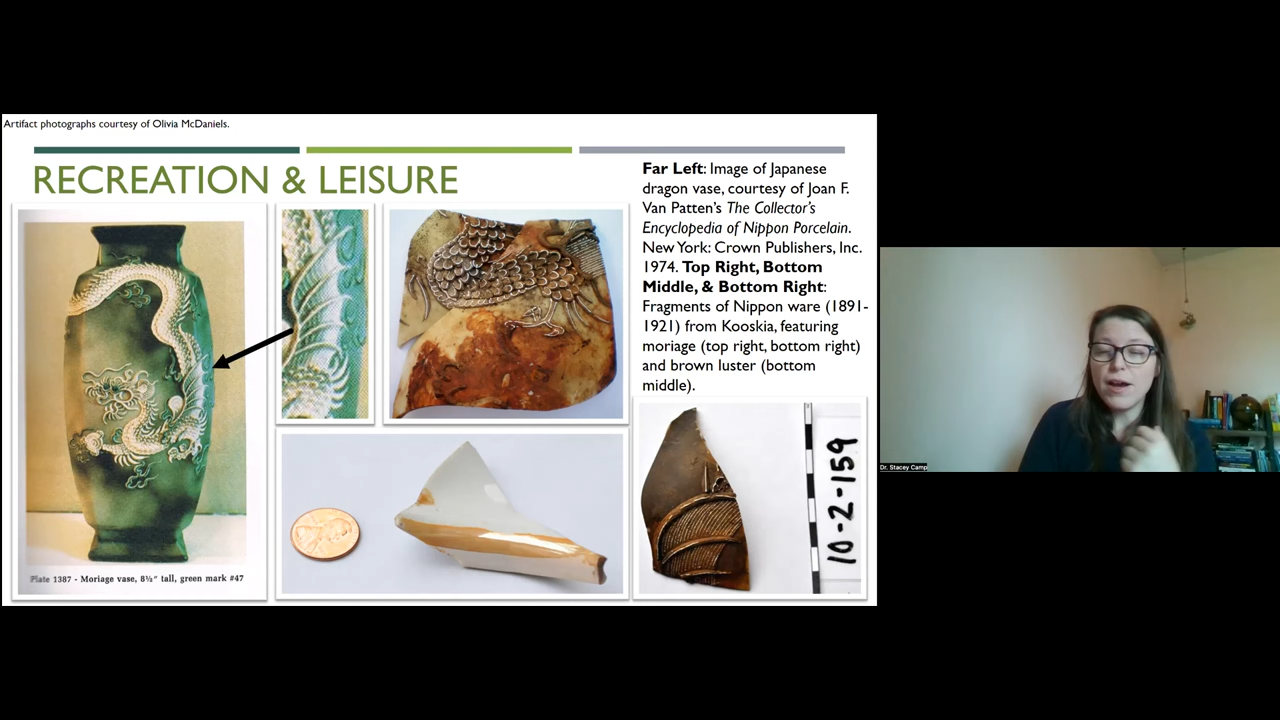 Artifact photographs courtesy of Olivia McDaniels.
RECREATION & LEISURE
Far Left: Image of Japanese
dragon vase, courtesy of Joan F.
Van Patten's The Collector's
Encyclopedia of Nippon Porcelain.
New York: Crown Publishers, Inc.
1974. Top Right, Bottom
Middle, & Bottom Right:
Fragments of Nippon ware (1891-
1921) from Kooskia, featuring
moriage (top right, bottom right)
and brown luster (bottom
middle).
Plate 1387 - Moriage vase, 8½" tall, green mark #47
10-2-159
Dr. Stacey Camp